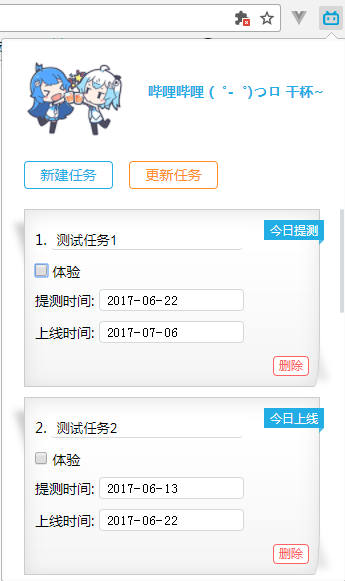 哔哩哔哩 (゜-゜)つロ 干杯~
新建任务 更新任务
今日提测
1. 测试任务1
体验
提测时间: 2017-06-22
上线时间: 2017-07-06
删除
今日上线
2. 测试任务2
体验
提测时间: 2017-06-13
上线时间: 2017-06-22
删除